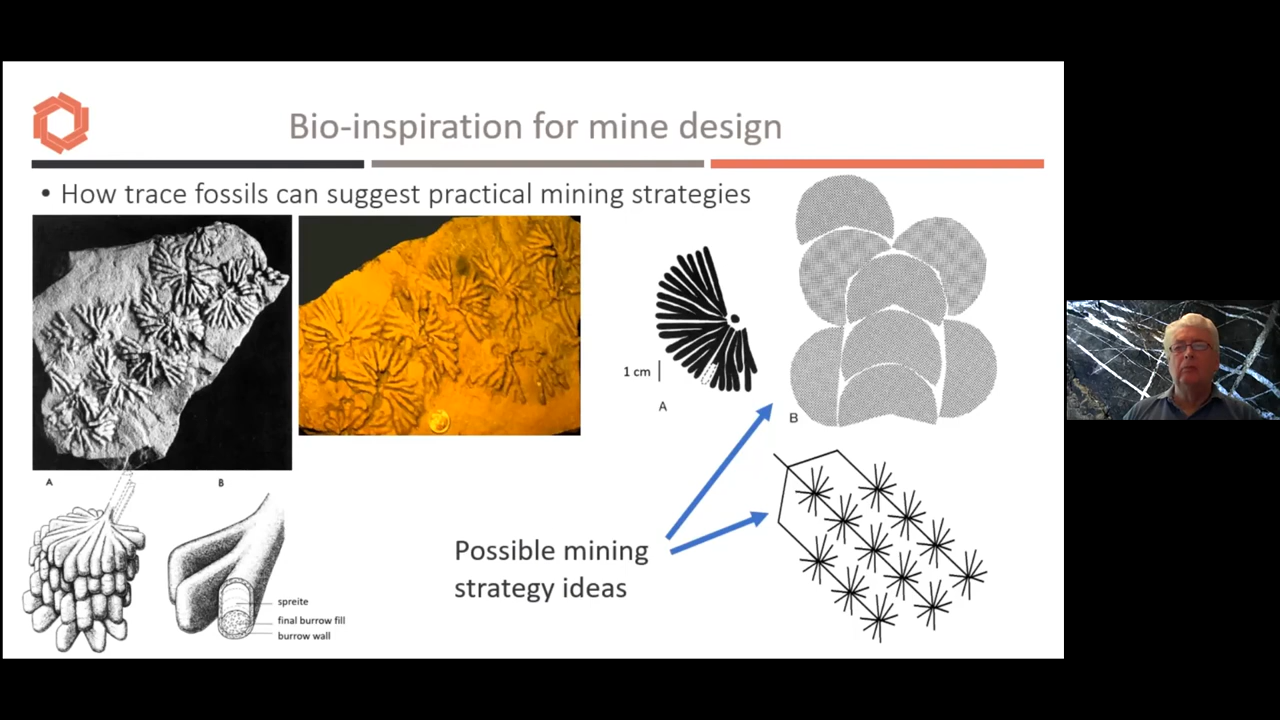 Bio-inspiration for mine design
• How trace fossils can suggest practical mining strategies
A
B
spreite
final burrow fill
burrow wall
1 cm
A
B
Possible mining
strategy ideas